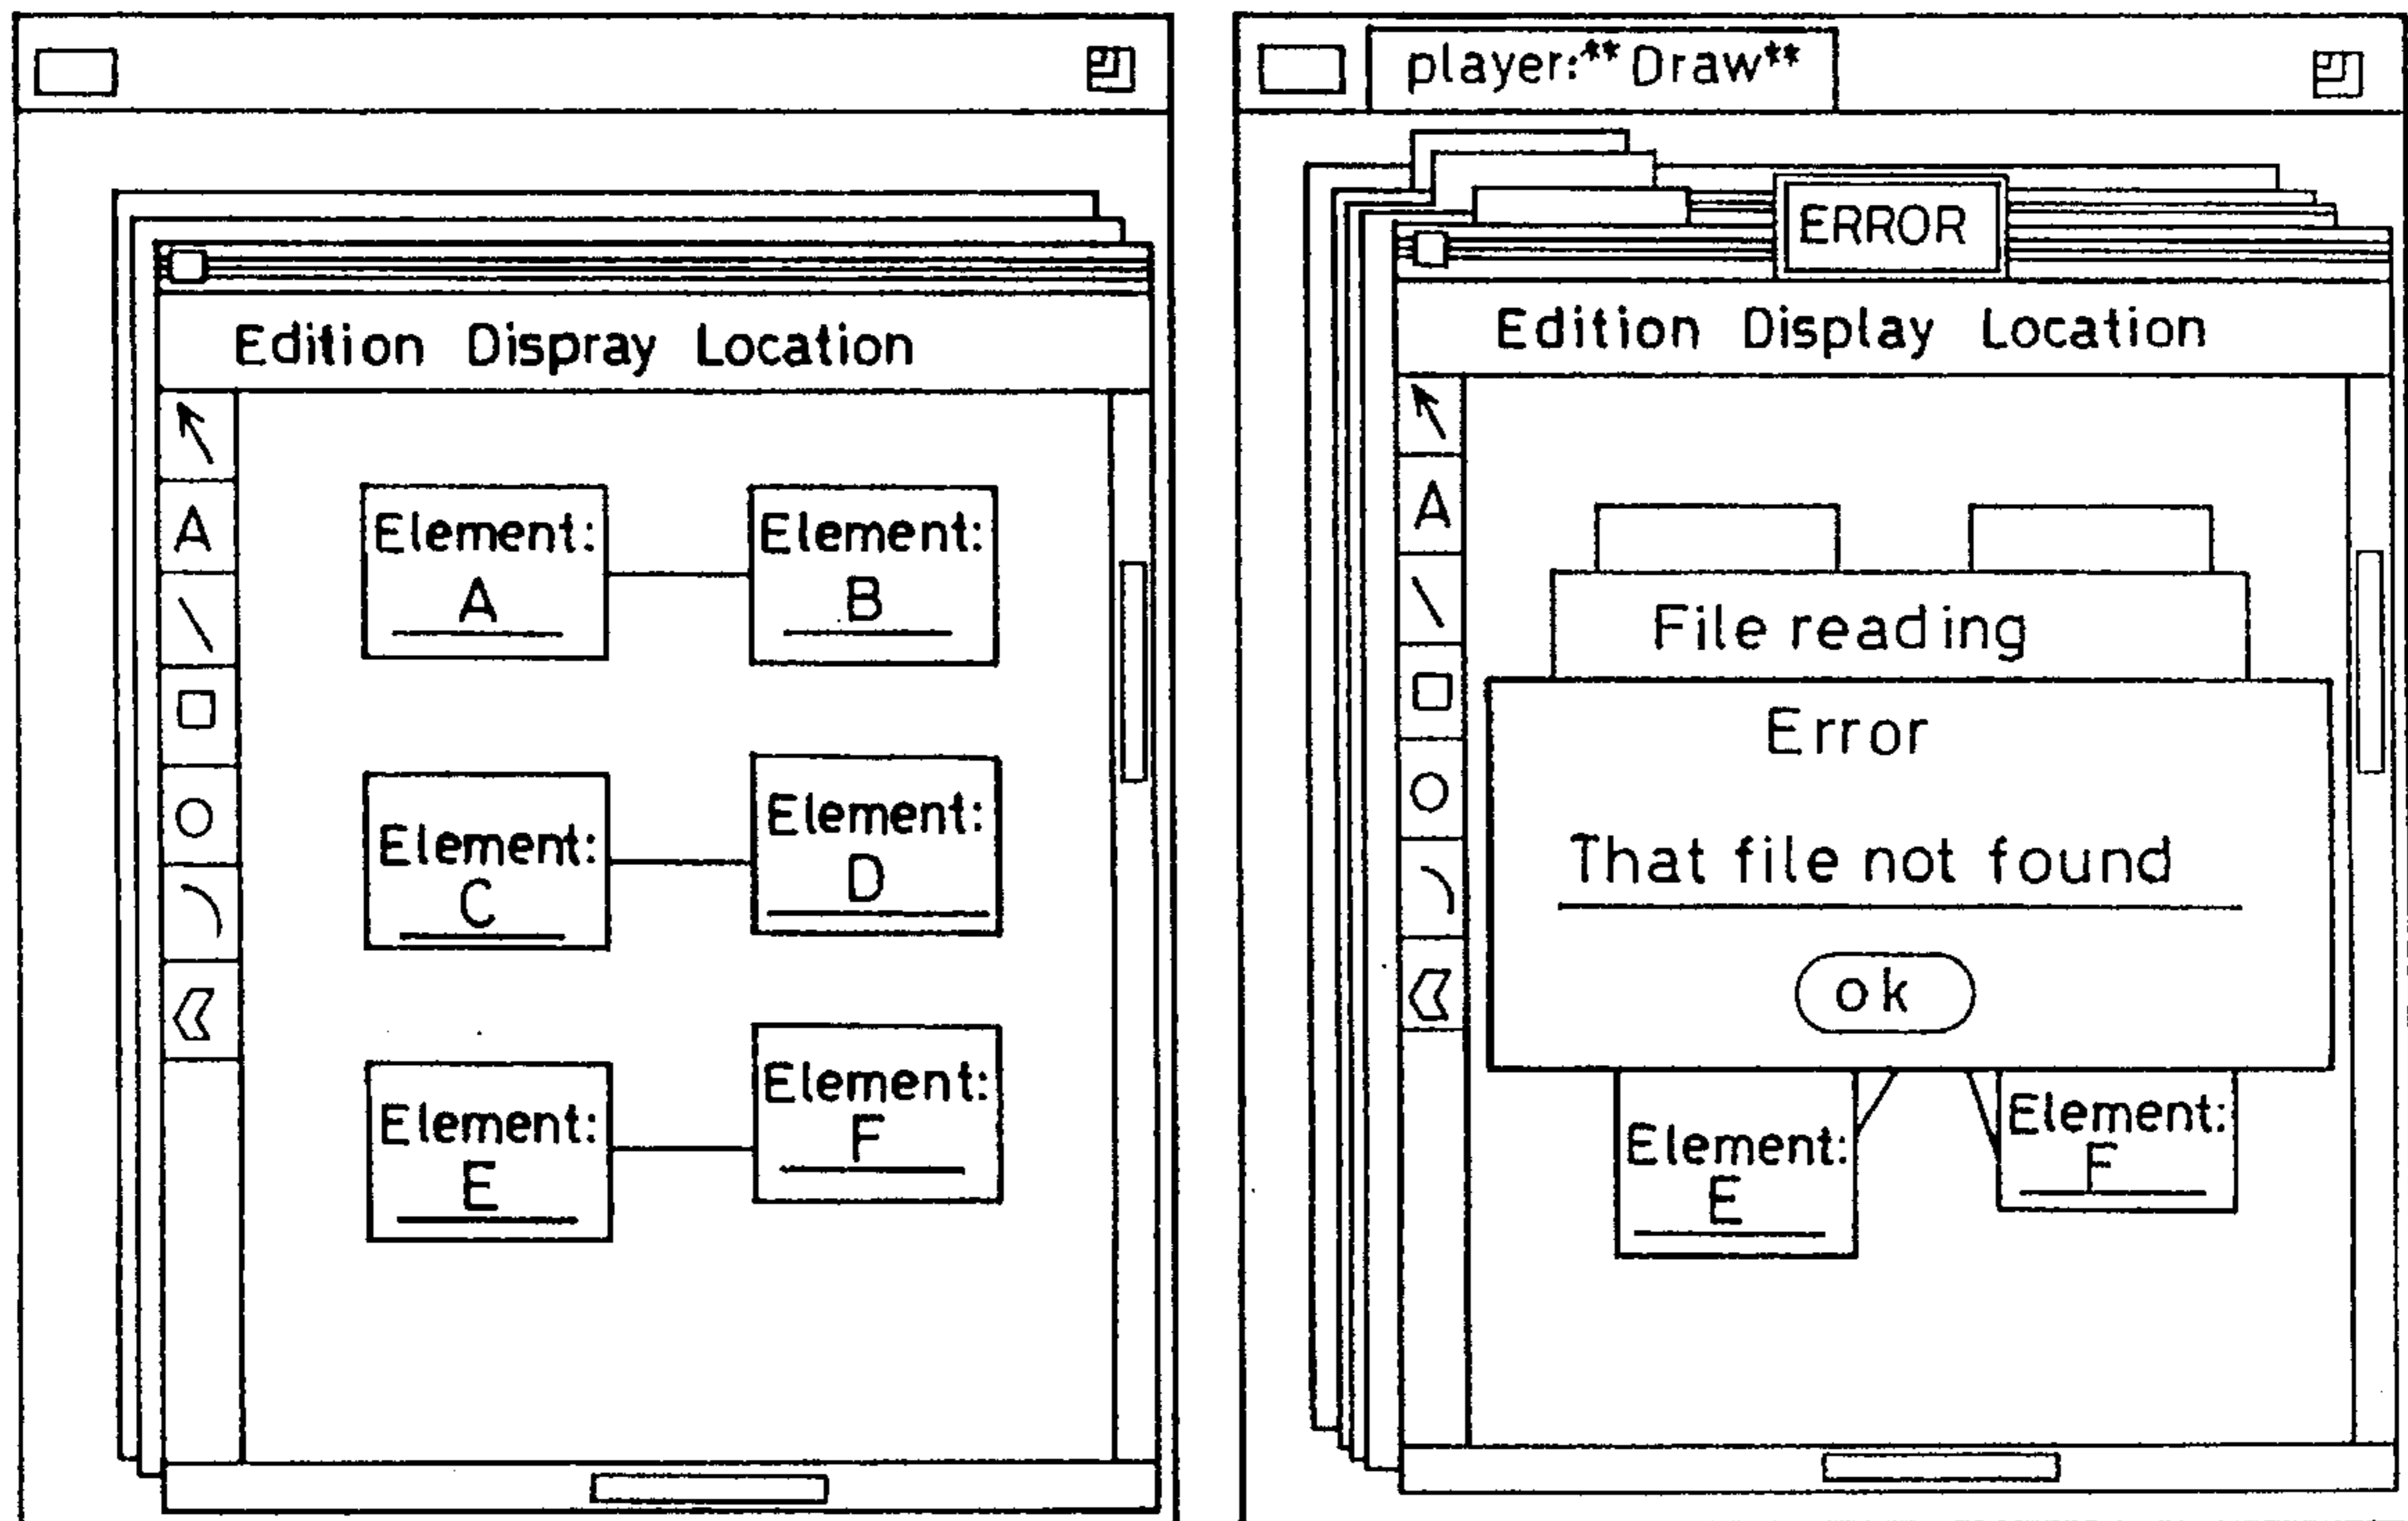 Edition Dispray Location
A
Element:
A
Element:
B
Element:
C
Element:
D
Element:
E
Element:
F
player:**Draw**
ERROR
Edition Display Location
A
File reading
Error
That file not found
ok
Element:
E
Element:
F